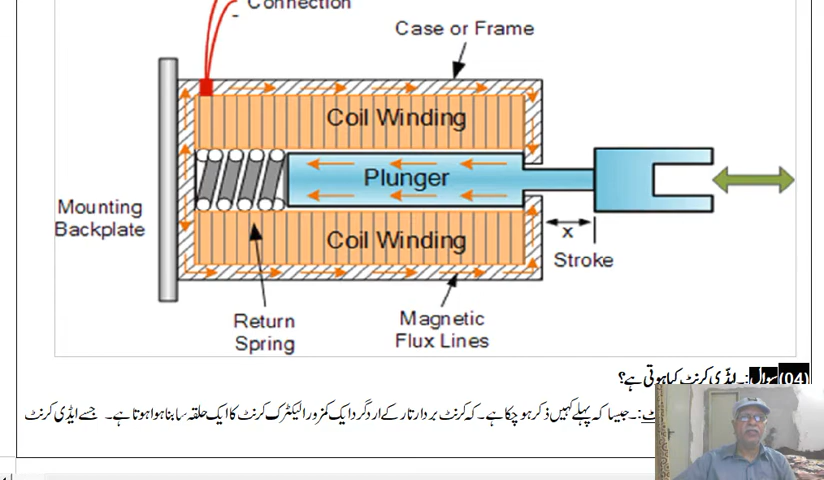 Connection
-
Case or Frame
Coil Winding
Plunger
Mounting
Backplate
Coil Winding
x
Stroke
Return
Spring
Magnetic
Flux Lines
(04) سوال:۔ ایڈی کرنٹ کیا ہوتی ہے؟
:۔جیسا کہ پہلے کہیں ذکر ہو چکا ہے۔ کہ کرنٹ بردار تار کے ارد گرد ایک کمزور الیکٹرک کرنٹ کا ایک حلقہ سا بنا ہوا ہوتا ہے۔ جسے ایڈی کرنٹ